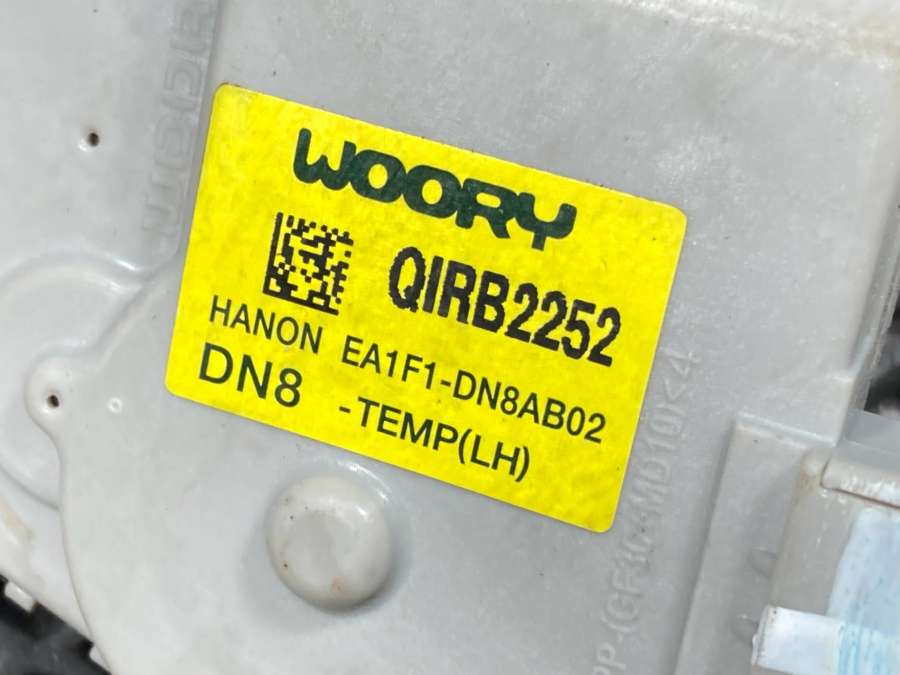 WOORY
QIRB2252
HANON EA1F1-DN8AB02
DN8 -TEMP(LH)